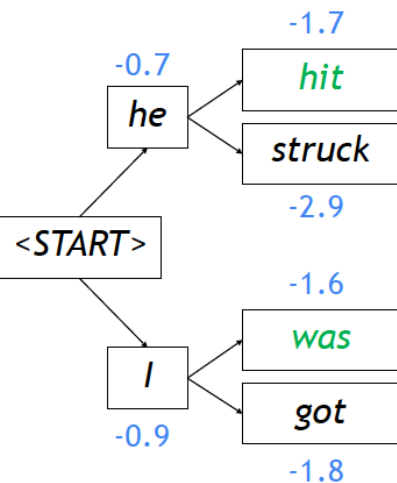 -1.7
-0.7
hit
he
struck
-2.9
<START>
-1.6
was
I
got
-0.9
-1.8